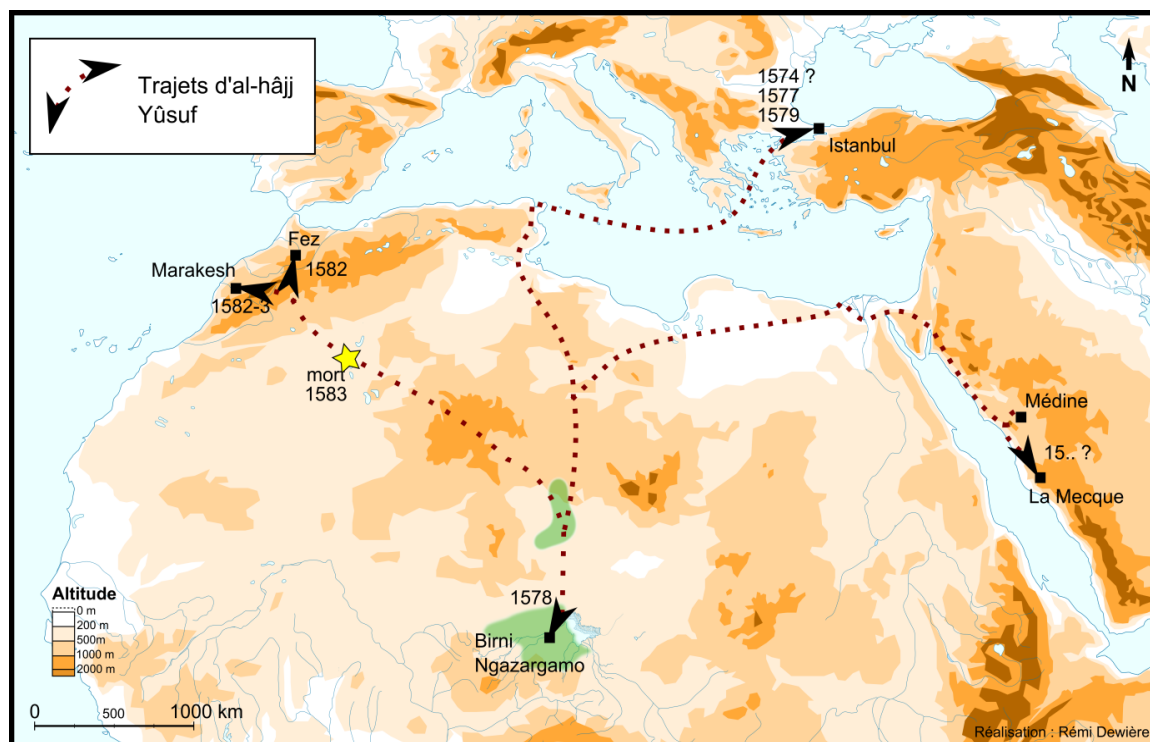 Trajets d'al-hâjj
Yûsuf
1574 ?
1577
1579
Istanbul
N
Fez
1582
Marakesh
1582-3
mort
1583
Médine
15.. ?
La Mecque
1578
Birni
Ngazargamo
Altitude
0 m
200 m
500m
1000 m
2000 m
0 500 1000 km
Réalisation : Rémi Dewière